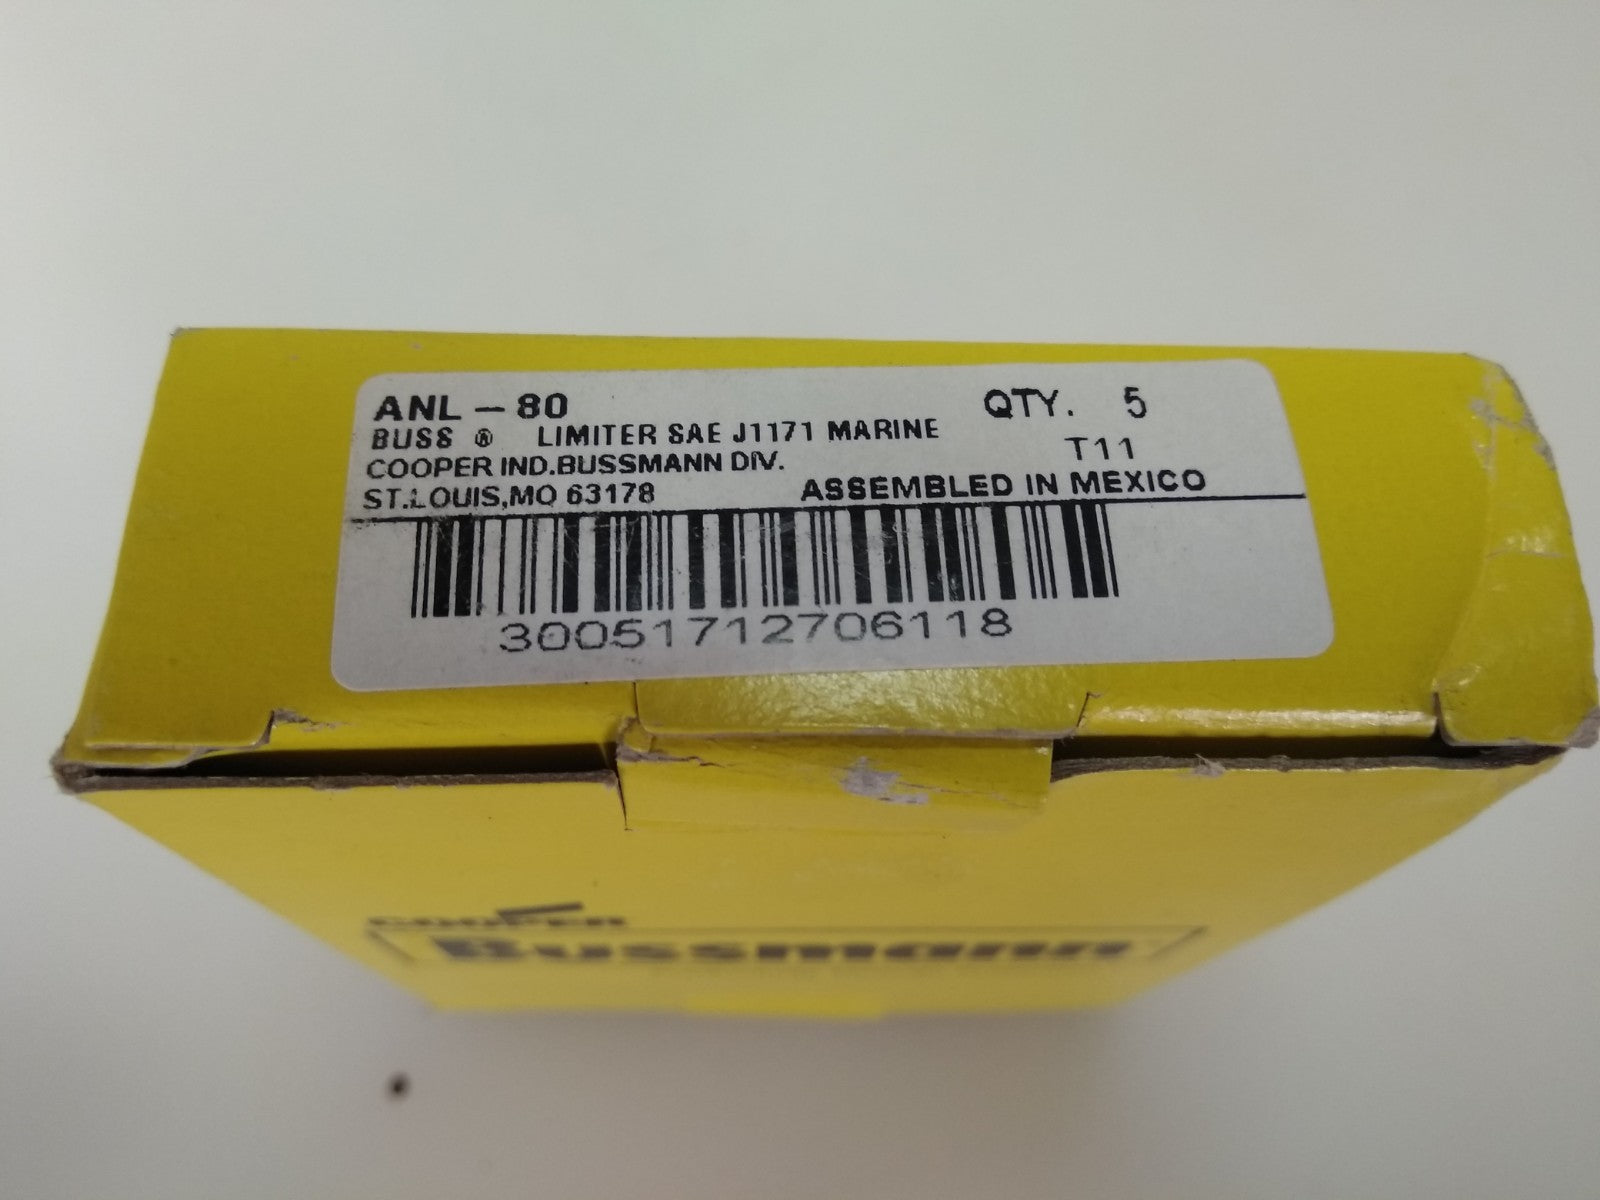 ANL - 80 QTY. 5
BUSS ® LIMITER SAE J1171 MARINE
T11
COOPER IND.BUSSMANN DIV.
ST.LOUIS,MO 63178 ASSEMBLED IN MEXICO
30051712706118
COOPER
Bussmann